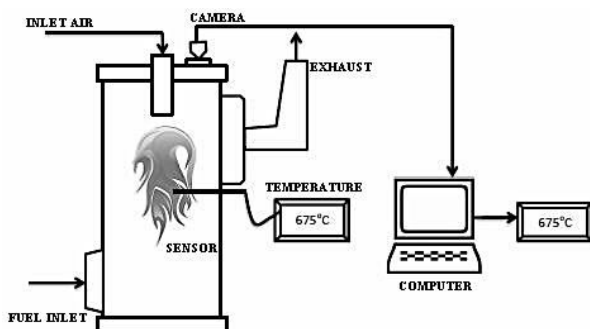 INLET AIR
CAMERA
EXHAUST
TEMPERATURE
675°C
675°C
SENSOR
COMPUTER
FUEL INLET